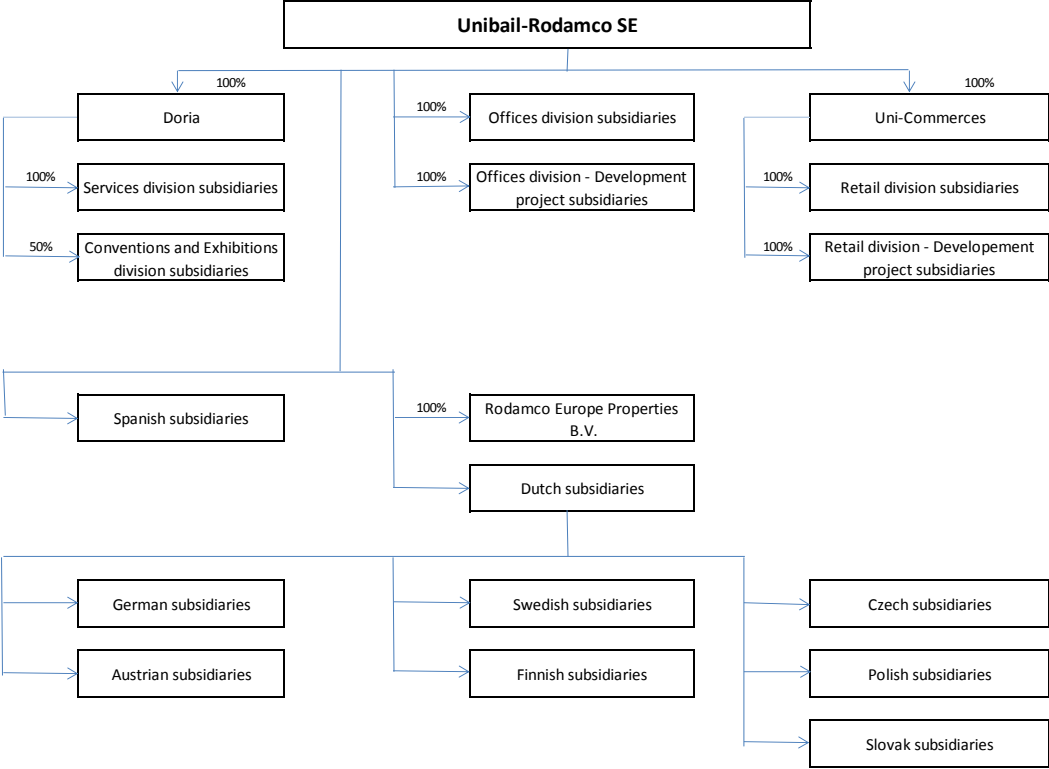 Unibail-Rodamco SE
100%
100%
Doria
100%
Offices division subsidiaries
Uni-Commerces
100%
Services division subsidiaries
100%
Offices division - Development
project subsidiaries
100%
Retail division subsidiaries
50%
Conventions and Exhibitions
division subsidiaries
100%
Retail division - Developement
project subsidiaries
Spanish subsidiaries
100%
Rodamco Europe Properties
B.V.
Dutch subsidiaries
German subsidiaries
Swedish subsidiaries
Czech subsidiaries
Austrian subsidiaries
Finnish subsidiaries
Polish subsidiaries
Slovak subsidiaries